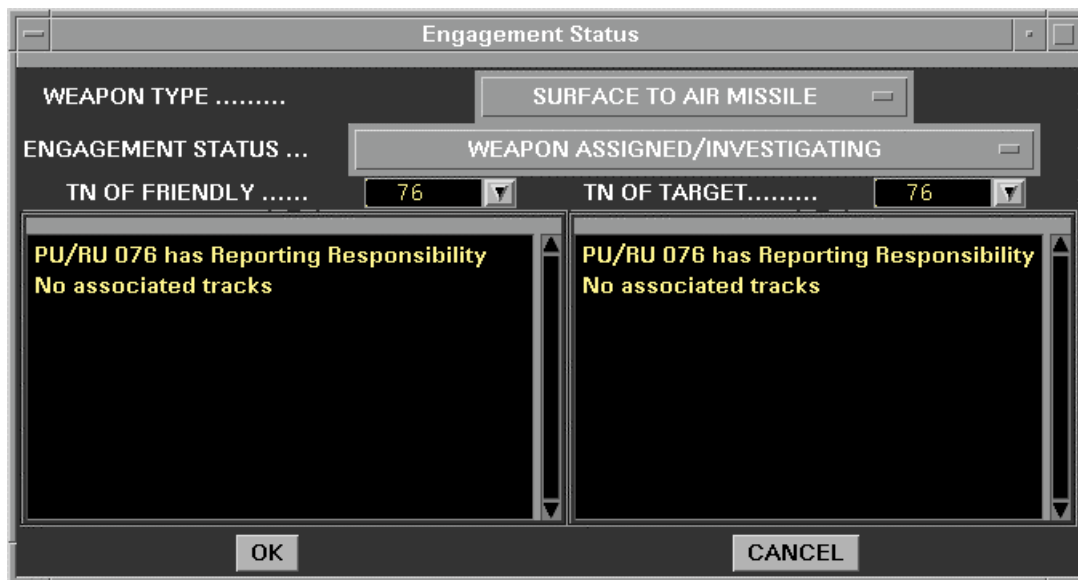 Engagement Status
WEAPON TYPE ......... SURFACE TO AIR MISSILE
ENGAGEMENT STATUS ... WEAPON ASSIGNED/INVESTIGATING
TN OF FRIENDLY ...... 76 TN OF TARGET......... 76
PU/RU 076 has Reporting Responsibility
No associated tracks
PU/RU 076 has Reporting Responsibility
No associated tracks
OK CANCEL